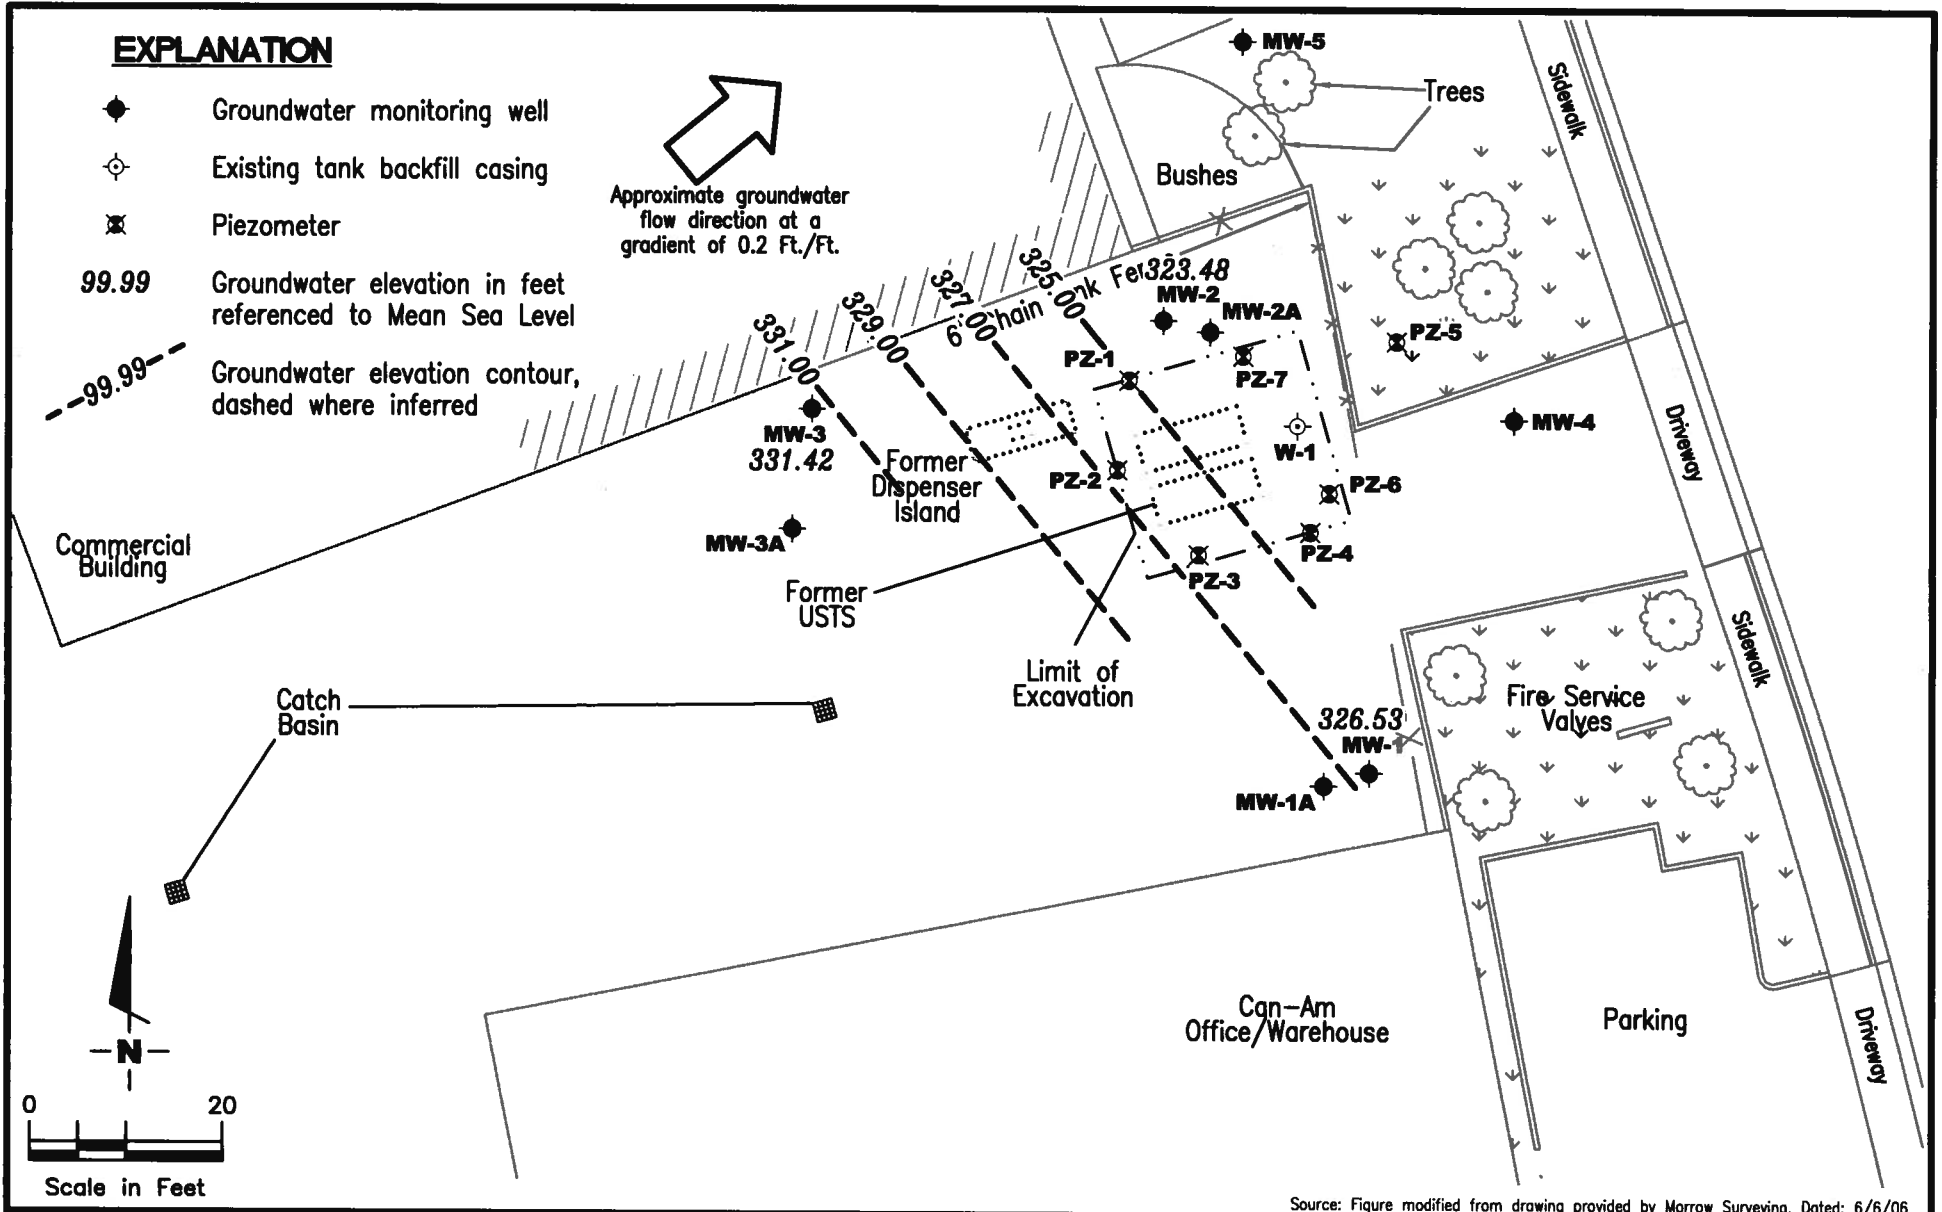 EXPLANATION
Groundwater monitoring well
Existing tank backfill casing
Piezometer
99.99
Groundwater elevation in feet
referenced to Mean Sea Level
99.99
Groundwater elevation contour,
dashed where inferred
Approximate groundwater
flow direction at a
gradient of 0.2 Ft./Ft.
MW-5
Trees
Sidewalk
Bushes
323.48
MW-2
MW-2A
325.00
327.00
329.00
331.00
PZ-1
PZ-7
PZ-5
MW-3
331.42
MW-4
Driveway
W-1
Former
Dispenser
Island
PZ-2
PZ-6
MW-3A
PZ-4
PZ-3
Commercial
Building
Former
USTS
Limit of
Excavation
Sidewalk
Catch
Basin
Fire Service
Valves
326.53
MW-1
MW-1A
N
Can-Am
Office/Warehouse
Parking
Driveway
0 20
Scale in Feet
Source: Figure modified from drawing provided by Morrow Surveying, Dated: 6/6/06